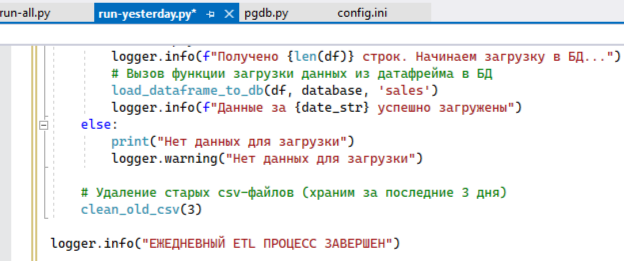 run-all.py run-yesterday.py* pgdb.py config.ini
logger.info(f"Получено {len(df)} строк. Начинаем загрузку в БД...")
# Вызов функции загрузки данных из датафрейма в БД
load_dataframe_to_db(df, database, 'sales')
logger.info(f"Данные за {date_str} успешно загружены")
else:
print("Нет данных для загрузки")
logger.warning("Нет данных для загрузки")
# Удаление старых csv-файлов (храним за последние 3 дня)
clean_old_csv(3)
logger.info("ЕЖЕДНЕВНЫЙ ETL ПРОЦЕСС ЗАВЕРШЕН")